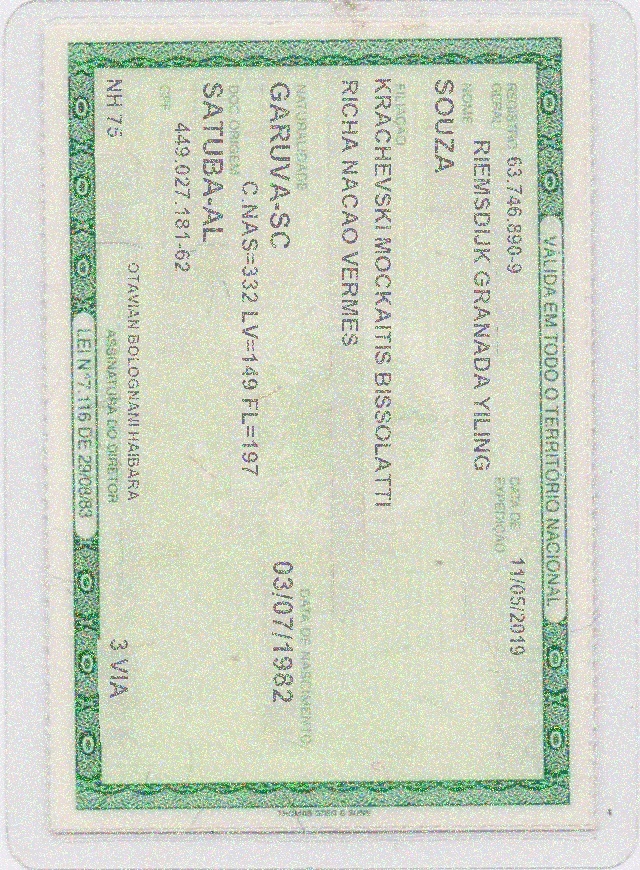 VÁLIDA EM TODO O TERRITÓRIO NACIONAL
REGISTRO GERAL 63.746.890-9 DATA DE EXPEDIÇÃO 11/05/2019
NOME RIEMSDIJK GRANADA YILING
SOUZA
FILIAÇÃO
KRACHEVSKI MOCKAITIS BISSOLATTI
RICHA NACAO VERMES
NATURALIDADE DATA DE NASCIMENTO
GARUVA-SC 03/07/1982
DOC ORIGEM C.NAS=332 LV=149 FL=197
SATUBA-AL
CPF 449.027.181-62
OTAVIAN BOLOGNANI HAIBARA
NH 75 3 VIA
ASSINATURA DO DIRETOR
LEI Nº 7.116 DE 29/08/83